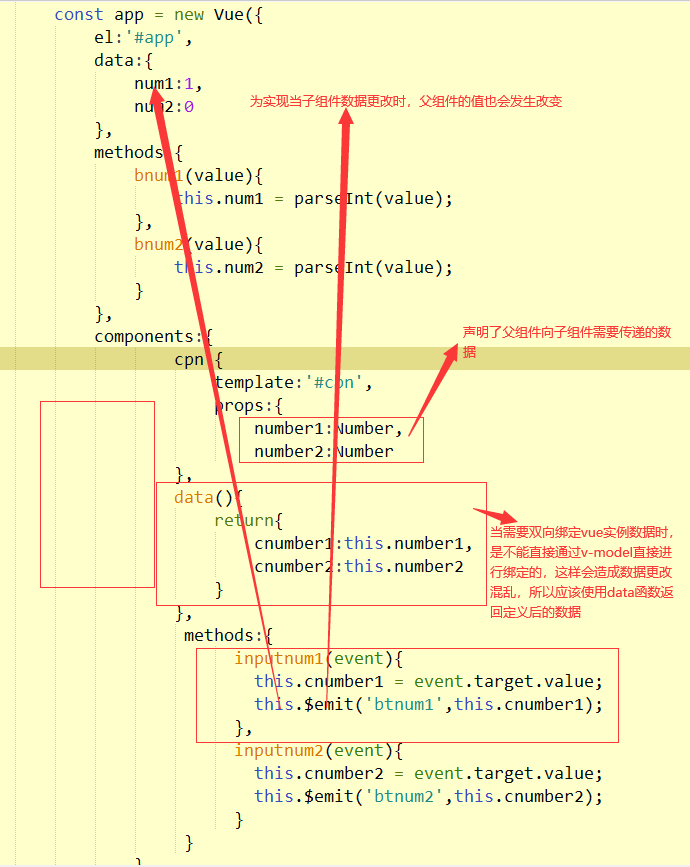 const app = new Vue({
el:'#app',
data:{
num1:1,
num2:0
为实现当子组件数据更改时，父组件的值也会发生改变
},
methods:{
bnum1(value){
this.num1 = parseInt(value);
},
bnum2(value){
this.num2 = parseInt(value);
}
},
components:{
声明了父组件向子组件需要传递的数
据
cpn:{
template:'#cpn',
props:{
number1:Number,
number2:Number
},
data(){
return{
当需要双向绑定vue实例数据时，
是不能直接通过v-model直接进
行绑定的，这样会造成数据更改
混乱，所以应该使用data函数返
回定义后的数据
cnumber1:this.number1,
cnumber2:this.number2
}
},
methods:{
inputnum1(event){
this.cnumber1 = event.target.value;
this.$emit('btnum1',this.cnumber1);
},
inputnum2(event){
this.cnumber2 = event.target.value;
this.$emit('btnum2',this.cnumber2);
}
}